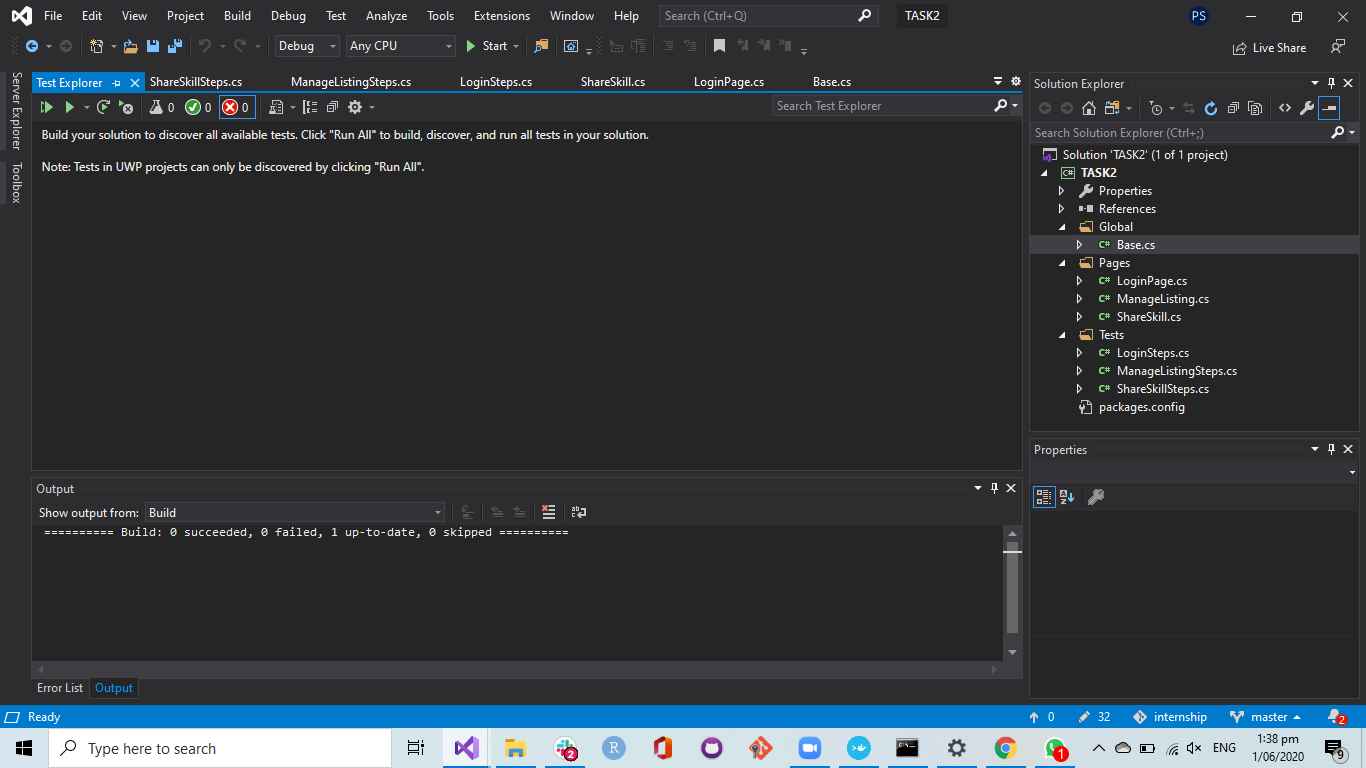 File Edit View Project Build Debug Test Analyze Tools Extensions Window Help Search (Ctrl+Q) TASK2 PS
Debug Any CPU Start Live Share
Server Explorer
Toolbox
Test Explorer ShareSkillSteps.cs ManageListingSteps.cs LoginSteps.cs ShareSkill.cs LoginPage.cs Base.cs
0 0 0 Search Test Explorer
Build your solution to discover all available tests. Click "Run All" to build, discover, and run all tests in your solution.
Note: Tests in UWP projects can only be discovered by clicking "Run All".
Solution Explorer
Search Solution Explorer (Ctrl+;)
Solution 'TASK2' (1 of 1 project)
C# TASK2
Properties
References
Global
C# Base.cs
Pages
C# LoginPage.cs
C# ManageListing.cs
C# ShareSkill.cs
Tests
C# LoginSteps.cs
C# ManageListingSteps.cs
C# ShareSkillSteps.cs
packages.config
Properties
Output
Show output from: Build
========== Build: 0 succeeded, 0 failed, 1 up-to-date, 0 skipped ==========
Error List Output
Ready 0 32 internship master 2
Type here to search 2 R 1 ENG 1:38 pm
1/06/2020 9